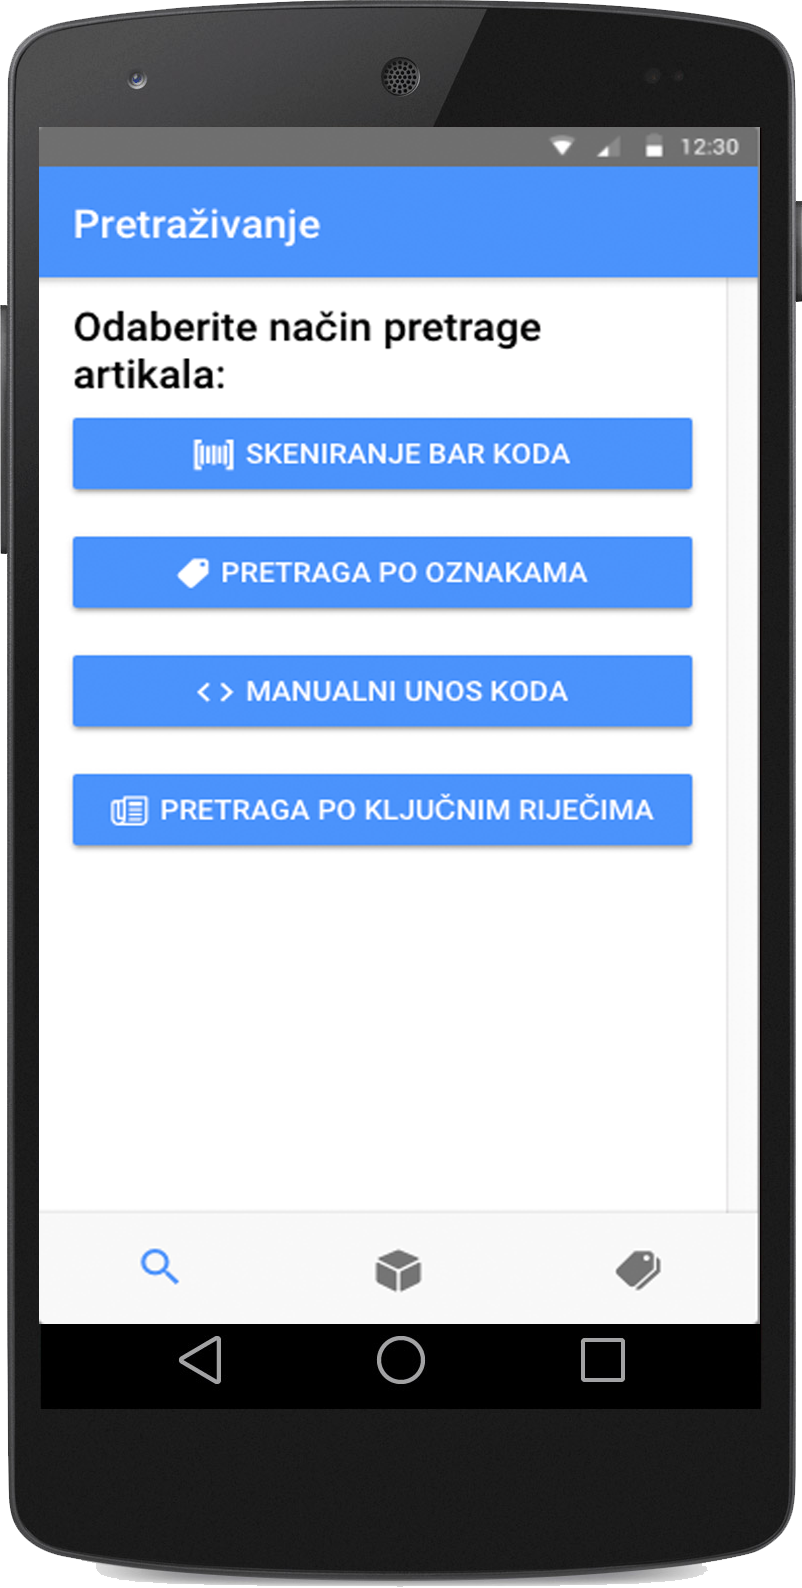 12:30
Pretraživanje
Odaberite način pretrage
artikala:
SKENIRANJE BAR KODA
PRETRAGA PO OZNAKAMA
MANUALNI UNOS KODA
PRETRAGA PO KLJUČNIM RIJEČIMA